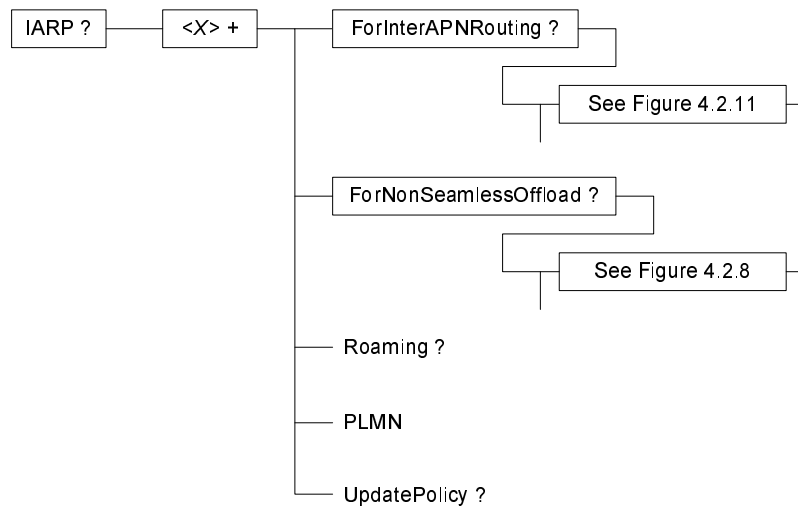 IARP ?
<X> +
ForInterAPNRouting ?
See Figure 4.2.11
ForNonSeamlessOffload ?
See Figure 4.2.8
Roaming ?
PLMN
UpdatePolicy ?